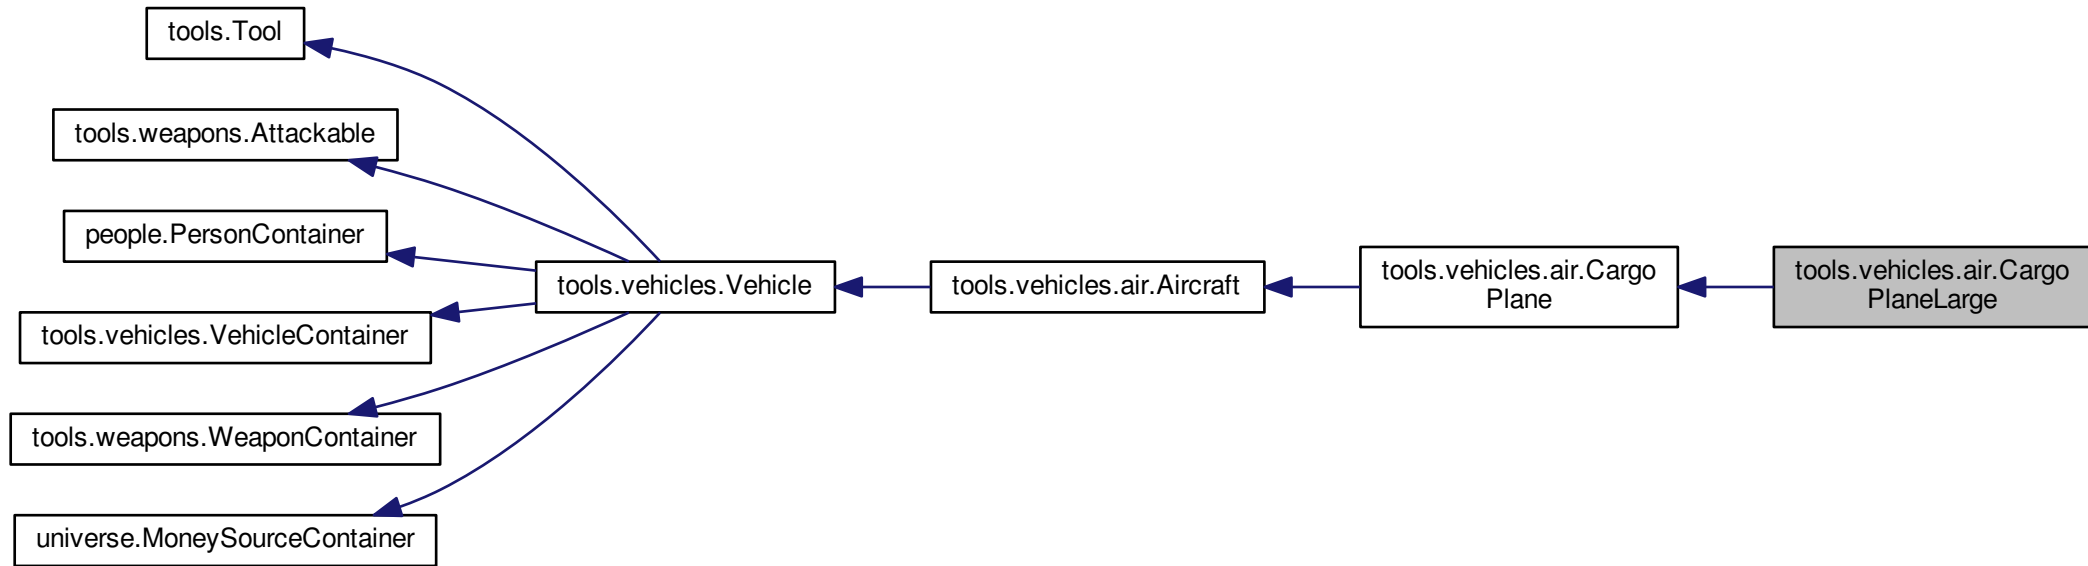 tools.Tool
tools.weapons.Attackable
people.PersonContainer
tools.vehicles.VehicleContainer
tools.weapons.WeaponContainer
universe.MoneySourceContainer
tools.vehicles.Vehicle
tools.vehicles.air.Aircraft
tools.vehicles.air.Cargo
Plane
tools.vehicles.air.Cargo
PlaneLarge